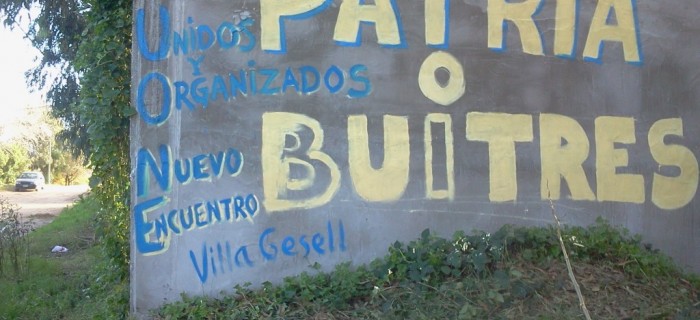 UNIDOS
Y
ORGANIZADOS
NUEVO
ENCUENTRO
Villa Gesell
PATRIA
O
BUITRES